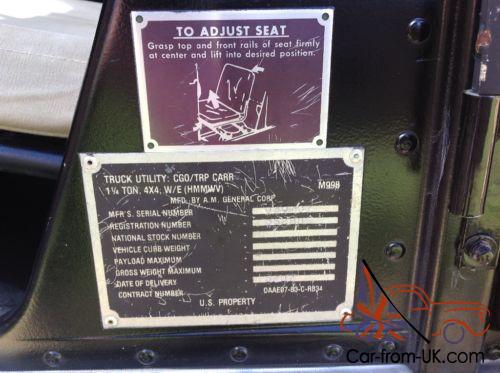 TO ADJUST SEAT
Grasp top and front rails of seat firmly
at center and lift into desired position.
TRUCK UTILITY: CGO/TRP CARR
1¼ TON, 4X4, W/E (HMMWV) M998
MFD. BY A.M. GENERAL CORP
MFR'S. SERIAL NUMBER
REGISTRATION NUMBER
NATIONAL STOCK NUMBER
VEHICLE CURB WEIGHT
PAYLOAD MAXIMUM
GROSS WEIGHT MAXIMUM
DATE OF DELIVERY
CONTRACT NUMBER DAAE07-83-C-R834
U.S. PROPERTY
Car-from-UK.com